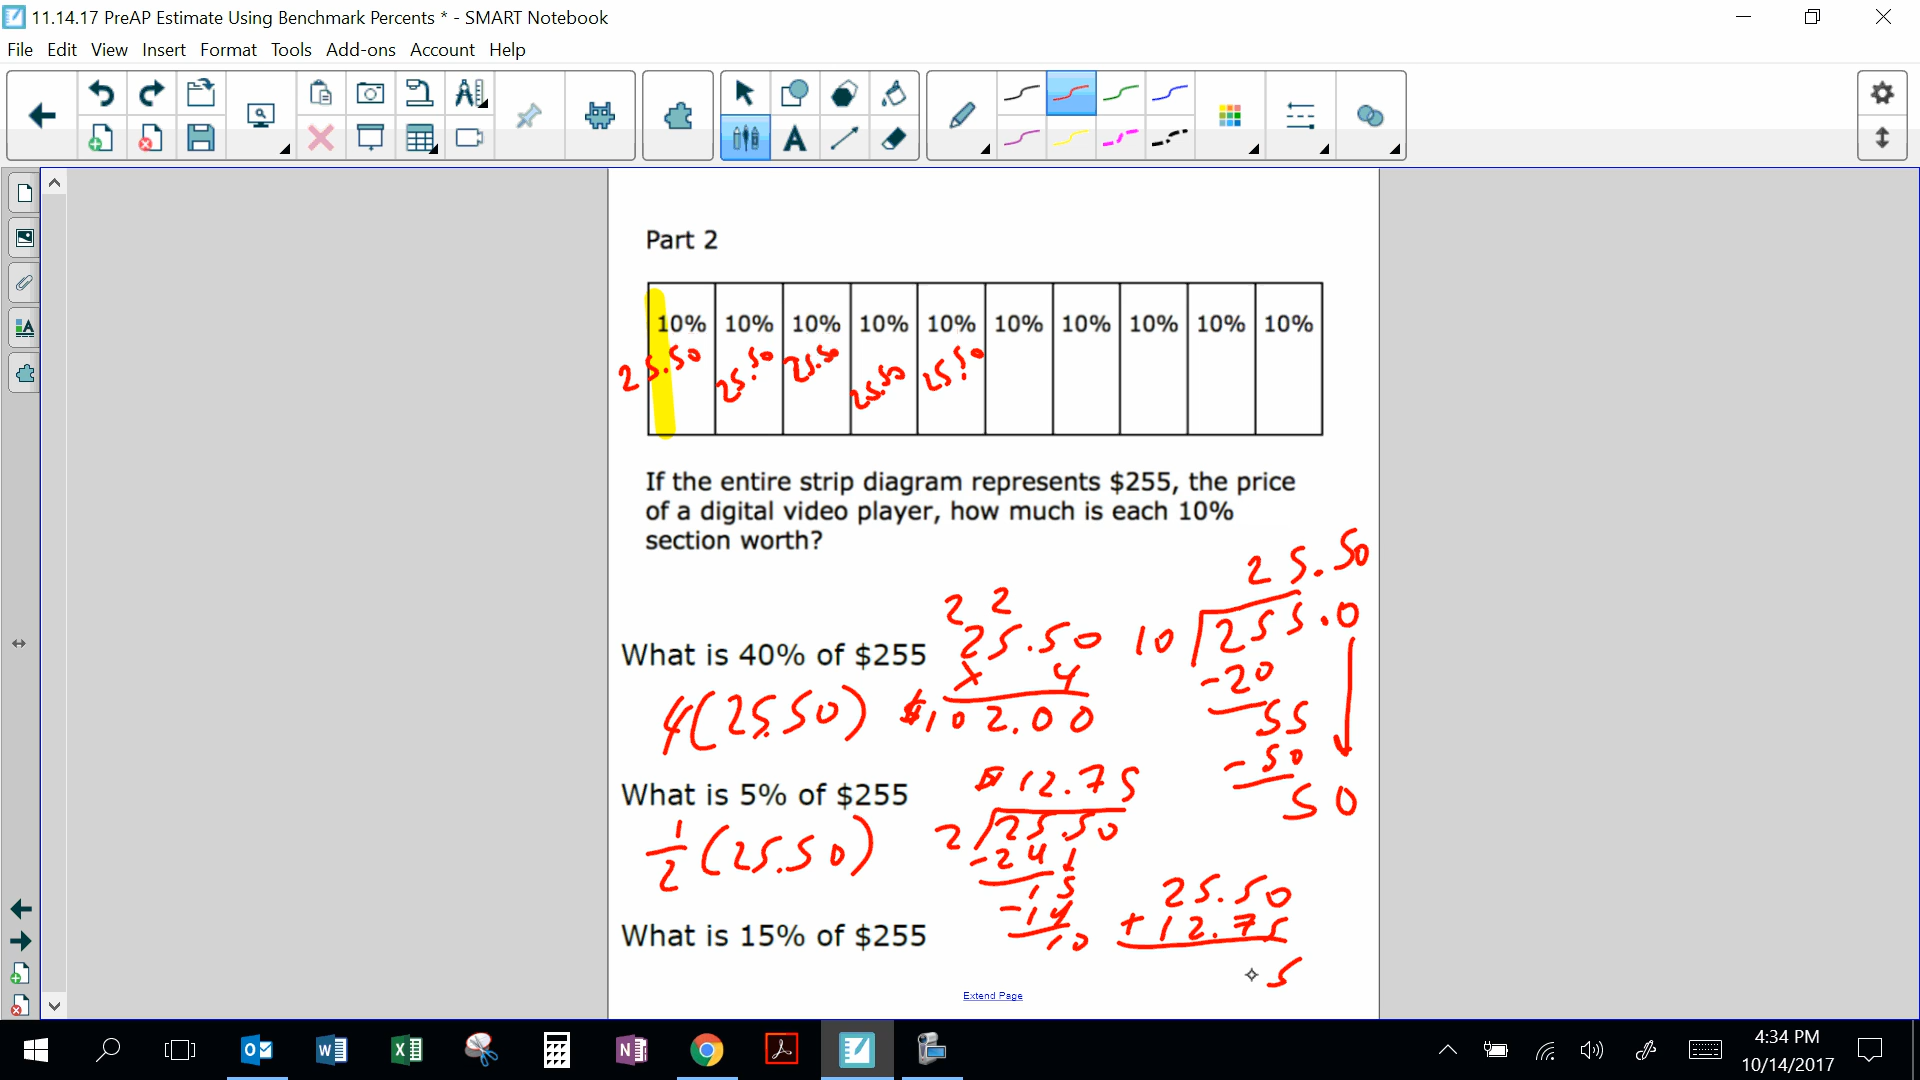 11.14.17 PreAP Estimate Using Benchmark Percents * - SMART Notebook
File Edit View Insert Format Tools Add-ons Account Help
Part 2
10% 10% 10% 10% 10% 10% 10% 10% 10% 10%
25.50 25.50 25.50 25.50 25.50
If the entire strip diagram represents $255, the price
of a digital video player, how much is each 10%
section worth?
25.50
10 255.0
-20
55
-50
50
2 2
What is 40% of $255 25.50
x 4
4(25.50) $102.00
$12.75
What is 5% of $255
2 25.50
1/2 (25.50)
-24
15
-14
10
25.50
What is 15% of $255 + 12.75
5
Extend Page
4:34 PM
10/14/2017